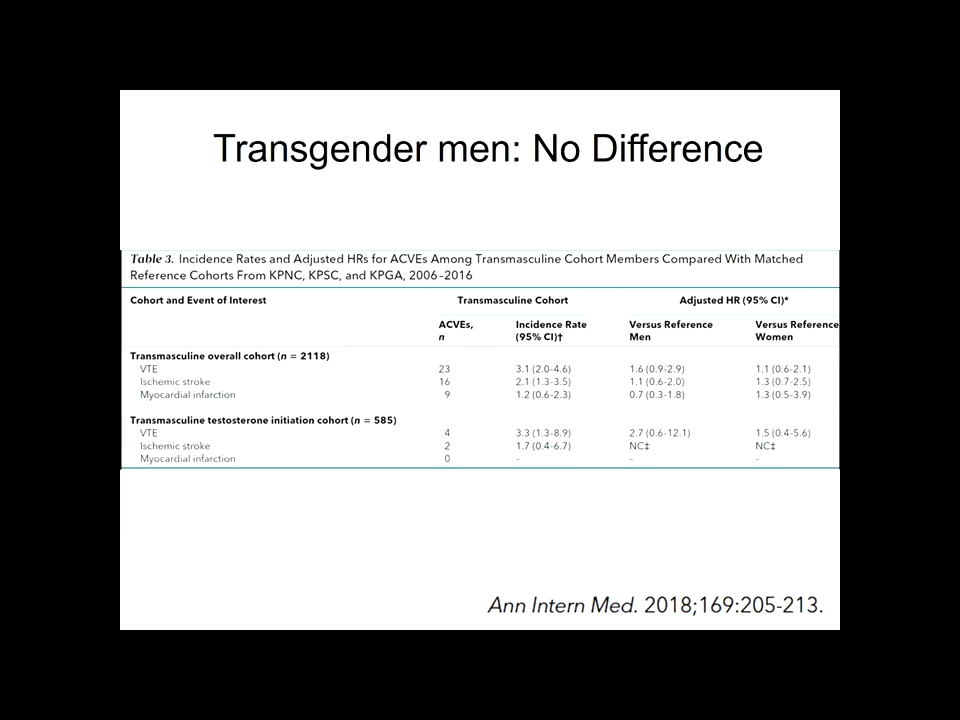 Transgender men: No Difference
Table 3. Incidence Rates and Adjusted HRs for ACVEs Among Transmasculine Cohort Members Compared With Matched
Reference Cohorts From KPNC, KPSC, and KPGA, 2006–2016
Cohort and Event of Interest Transmasculine Cohort Adjusted HR (95% CI)*
ACVEs, Incidence Rate Versus Reference Versus Reference
n (95% CI)† Men Women
Transmasculine overall cohort (n = 2118)
VTE 23 3.1 (2.0–4.6) 1.6 (0.9–2.9) 1.1 (0.6–2.1)
Ischemic stroke 16 2.1 (1.3–3.5) 1.1 (0.6–2.0) 1.3 (0.7–2.5)
Myocardial infarction 9 1.2 (0.6–2.3) 0.7 (0.3–1.8) 1.3 (0.5–3.9)
Transmasculine testosterone initiation cohort (n = 585)
VTE 4 3.3 (1.3–8.9) 2.7 (0.6–12.1) 1.5 (0.4–5.6)
Ischemic stroke 2 1.7 (0.4–6.7) NC‡ NC‡
Myocardial infarction 0 - - -
Ann Intern Med. 2018;169:205-213.